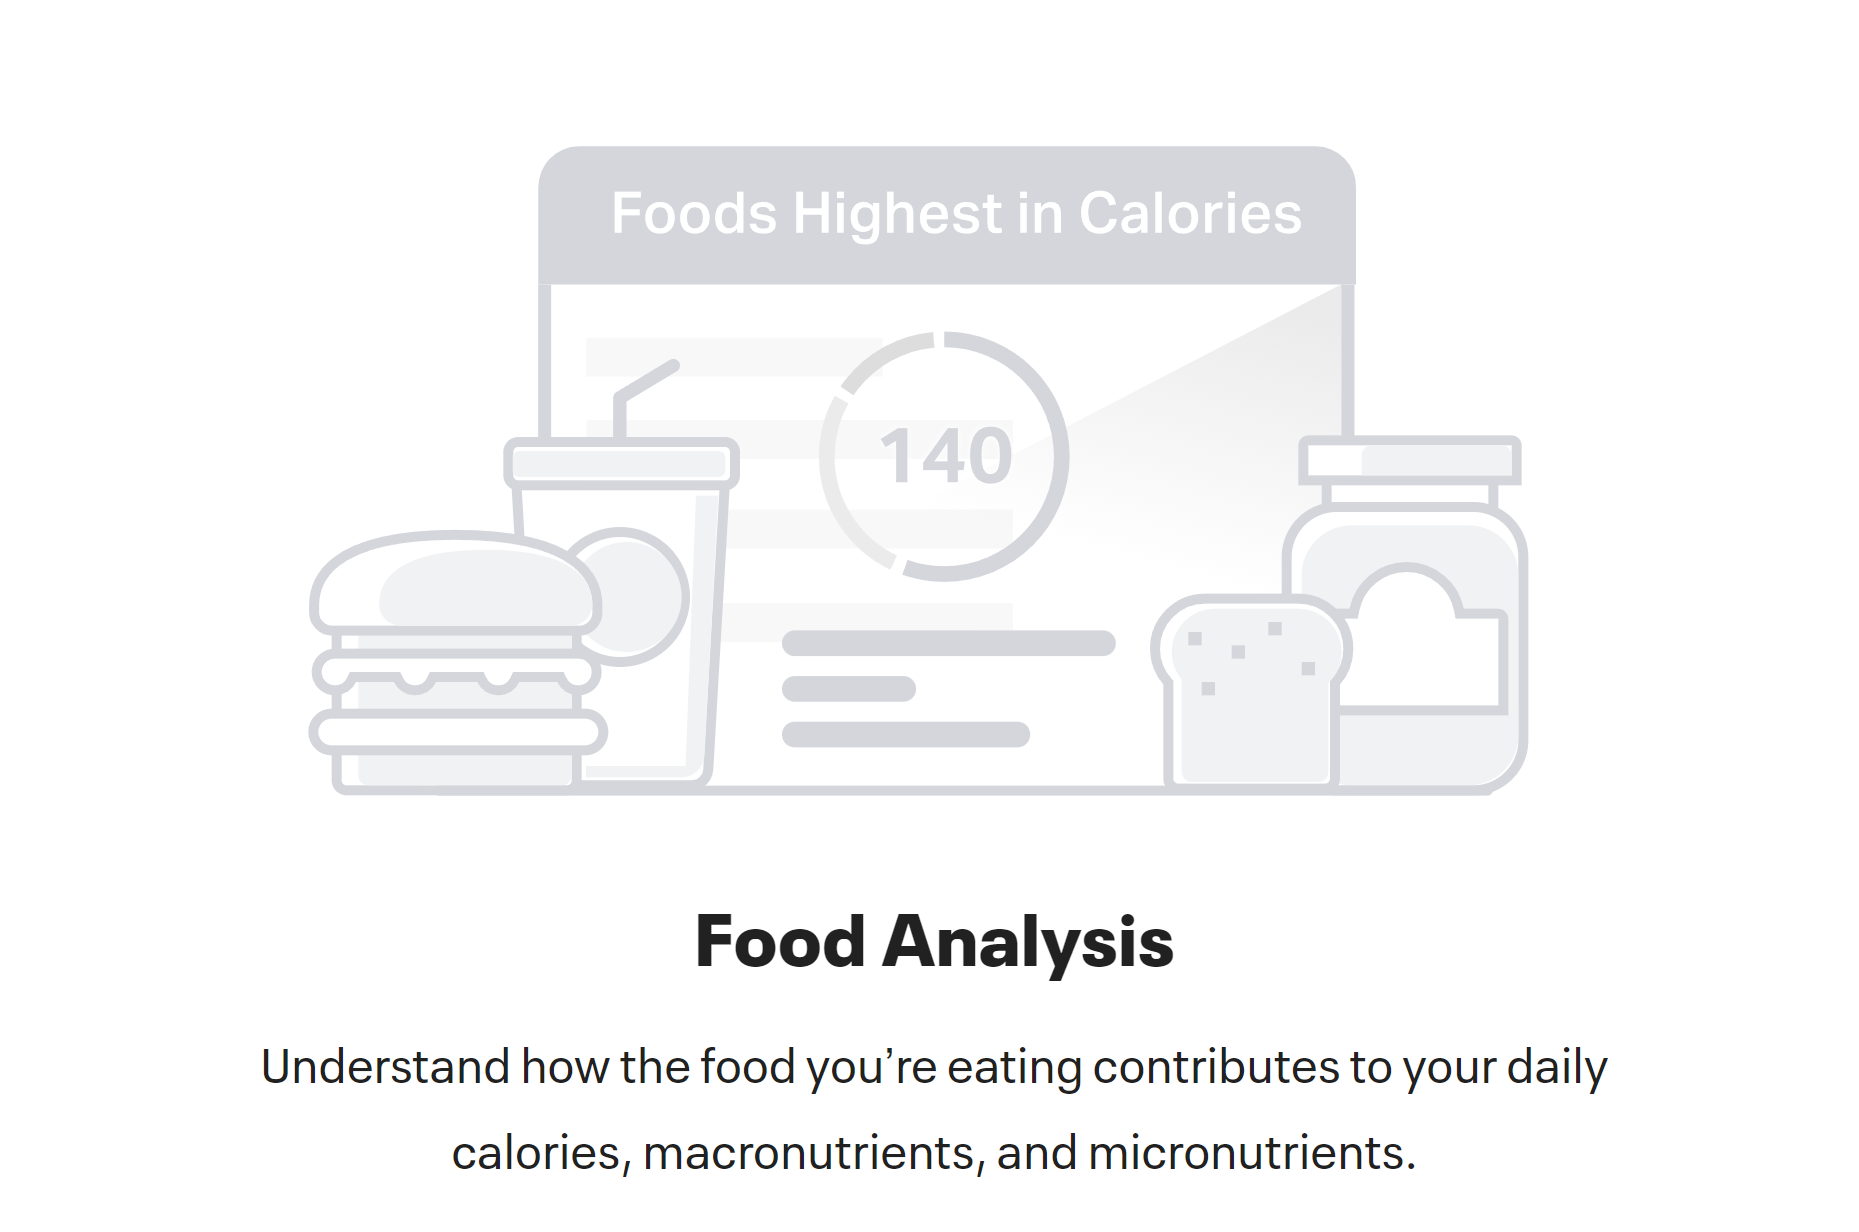 Foods Highest in Calories
140
Food Analysis
Understand how the food you’re eating contributes to your daily
calories, macronutrients, and micronutrients.